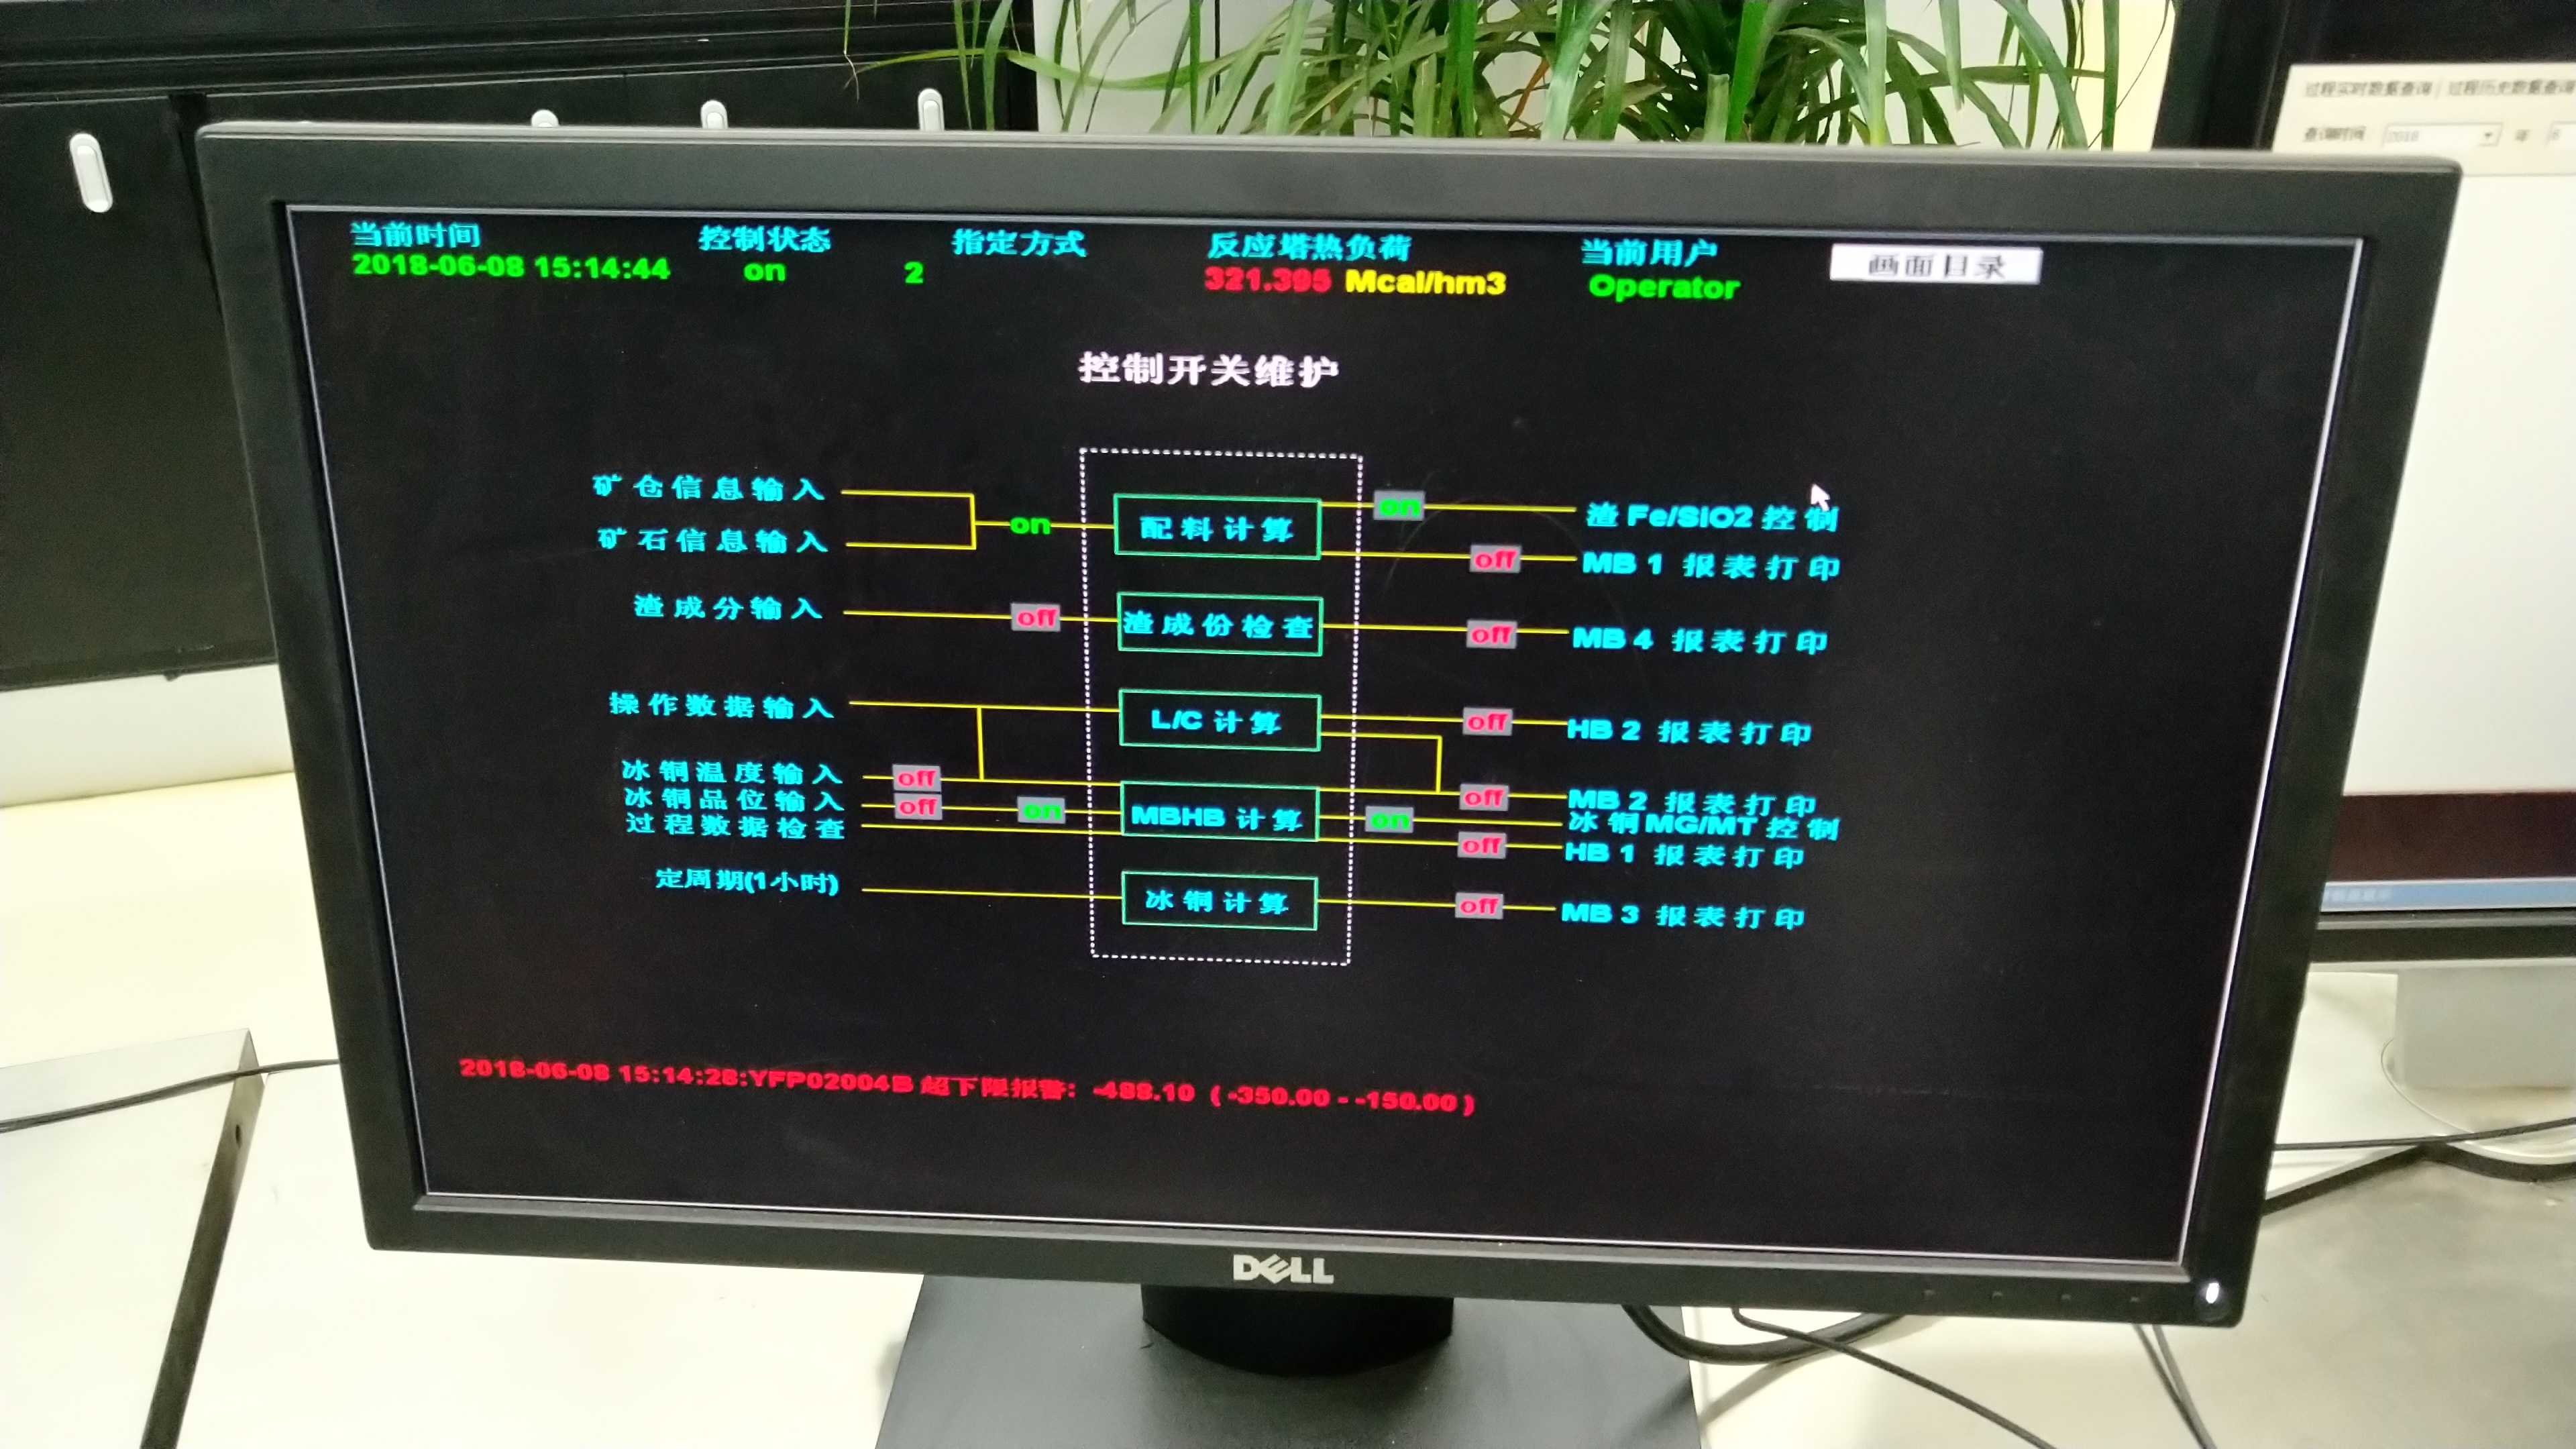 过程实时数据查询 过程历史数据查询
查询时间 2018 年 6
当前时间 控制状态 指定方式 反应塔热负荷 当前用户 画面目录
2018-06-08 15:14:44 on 2 321.395 Mcal/hm3 Operator
控制开关维护
矿仓信息输入
矿石信息输入
on 配料计算 on 渣 Fe/SIO2 控制
off MB 1 报表打印
渣成分输入 off 渣成份检查 off MB 4 报表打印
操作数据输入 L/C 计算 off HB 2 报表打印
冰铜温度输入 off off MB 2 报表打印
冰铜品位输入 off on MBHB 计算 on 冰铜MG/MT 控制
过程数据检查 off HB 1 报表打印
定周期(1小时) 冰铜计算 off MB 3 报表打印
2018-06-08 15:14:28:YFP02004B 超下限报警: -488.10 ( -350.00 - -150.00 )
DELL